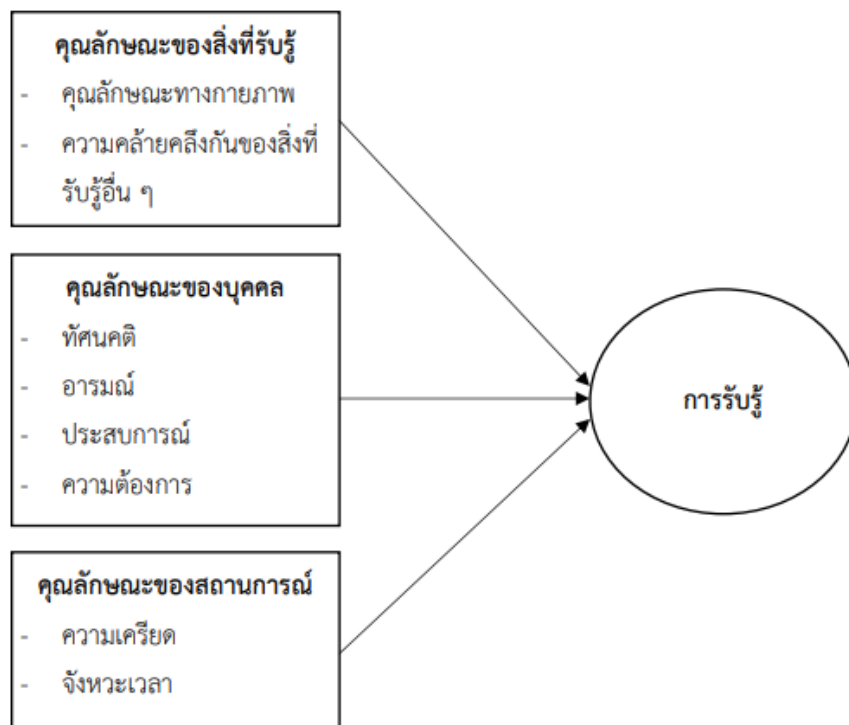 คุณลักษณะของสิ่งที่รับรู้
- คุณลักษณะทางกายภาพ
- ความคล้ายคลึงกันของสิ่งที่
รับรู้อื่น ๆ
คุณลักษณะของบุคคล
- ทัศนคติ
- อารมณ์
- ประสบการณ์
- ความต้องการ
คุณลักษณะของสถานการณ์
- ความเครียด
- จังหวะเวลา
การรับรู้